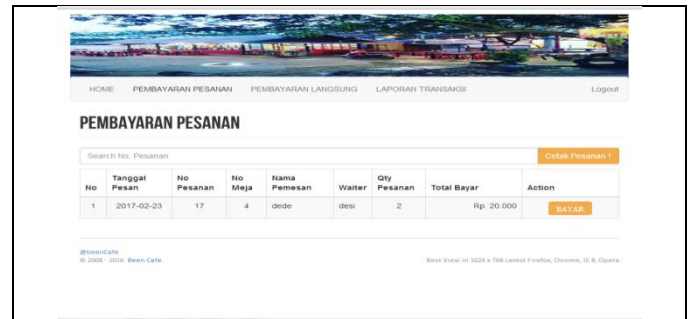 HOME PEMBAYARAN PESANAN PEMBAYARAN LANGSUNG LAPORAN TRANSAKSI Logout
PEMBAYARAN PESANAN
Search No. Pesanan Cetak Pesanan !
No Tanggal Pesan No Pesanan No Meja Nama Pemesan Waiter Qty Pesanan Total Bayar Action
1 2017-02-23 17 4 dede desi 2 Rp. 20.000 BAYAR
@beenCafe
© 2008 - 2016. Been Cafe. Best View in 1024 x 768 Latest Firefox, Chrome, IE 8, Opera